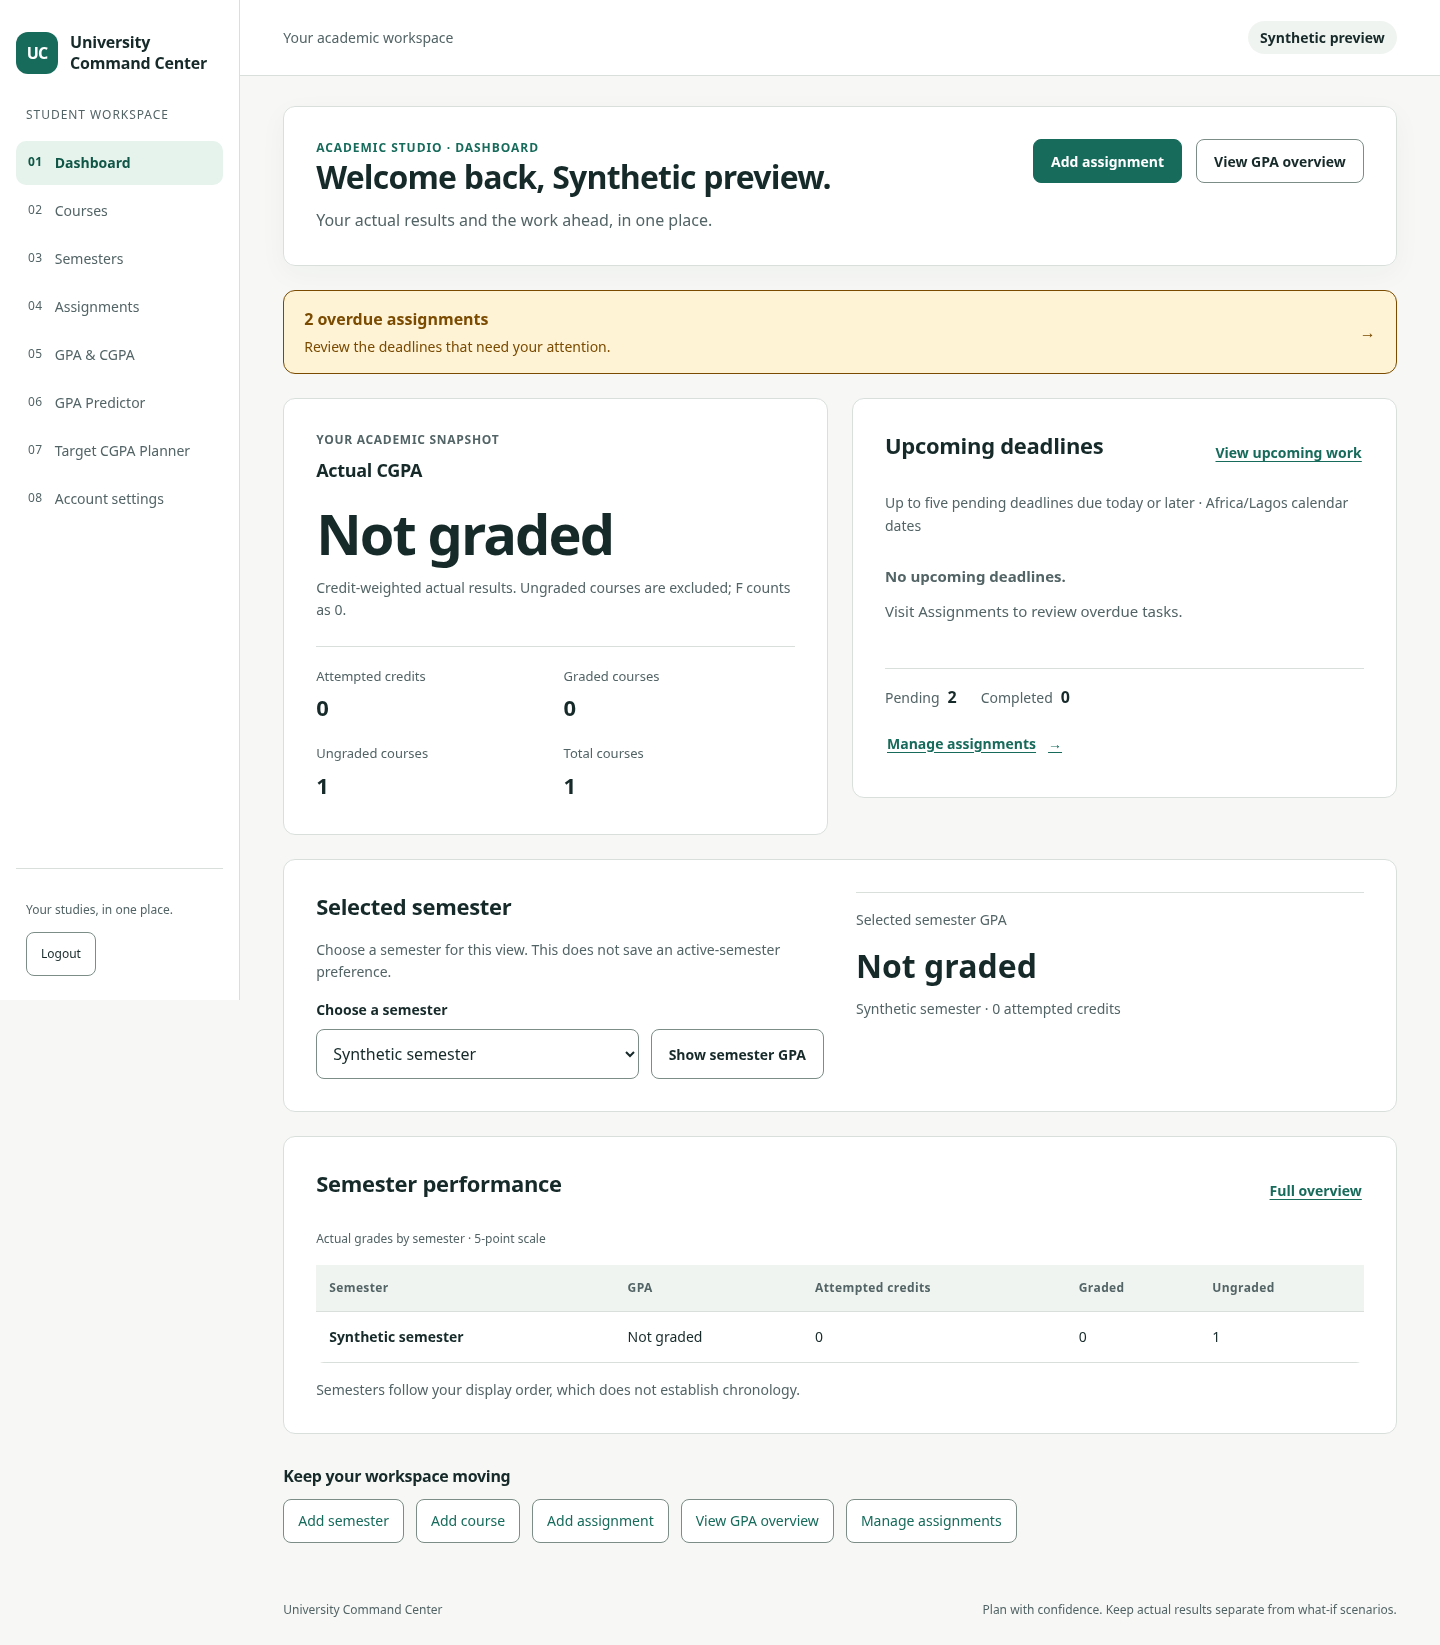 UC
University
Command Center
STUDENT WORKSPACE
01 Dashboard
02 Courses
03 Semesters
04 Assignments
05 GPA & CGPA
06 GPA Predictor
07 Target CGPA Planner
08 Account settings
Your studies, in one place.
Logout
Your academic workspace
Synthetic preview
ACADEMIC STUDIO · DASHBOARD
Welcome back, Synthetic preview.
Your actual results and the work ahead, in one place.
Add assignment
View GPA overview
2 overdue assignments
Review the deadlines that need your attention.
→
YOUR ACADEMIC SNAPSHOT
Actual CGPA
Not graded
Credit-weighted actual results. Ungraded courses are excluded; F counts
as 0.
Attempted credits
0
Graded courses
0
Ungraded courses
1
Total courses
1
Upcoming deadlines
View upcoming work
Up to five pending deadlines due today or later · Africa/Lagos calendar
dates
No upcoming deadlines.
Visit Assignments to review overdue tasks.
Pending 2 Completed 0
Manage assignments →
Selected semester
Choose a semester for this view. This does not save an active-semester
preference.
Choose a semester
Synthetic semester
Show semester GPA
Selected semester GPA
Not graded
Synthetic semester · 0 attempted credits
Semester performance
Full overview
Actual grades by semester · 5-point scale
Semester GPA Attempted credits Graded Ungraded
Synthetic semester Not graded 0 0 1
Semesters follow your display order, which does not establish chronology.
Keep your workspace moving
Add semester
Add course
Add assignment
View GPA overview
Manage assignments
University Command Center
Plan with confidence. Keep actual results separate from what-if scenarios.